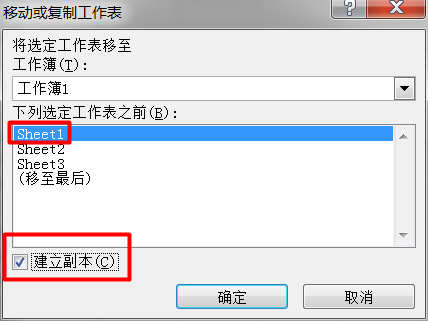 移动或复制工作表
将选定工作表移至
工作簿(T):
工作簿1
下列选定工作表之前(B):
Sheet1
Sheet2
Sheet3
(移至最后)
建立副本(C)
确定
取消